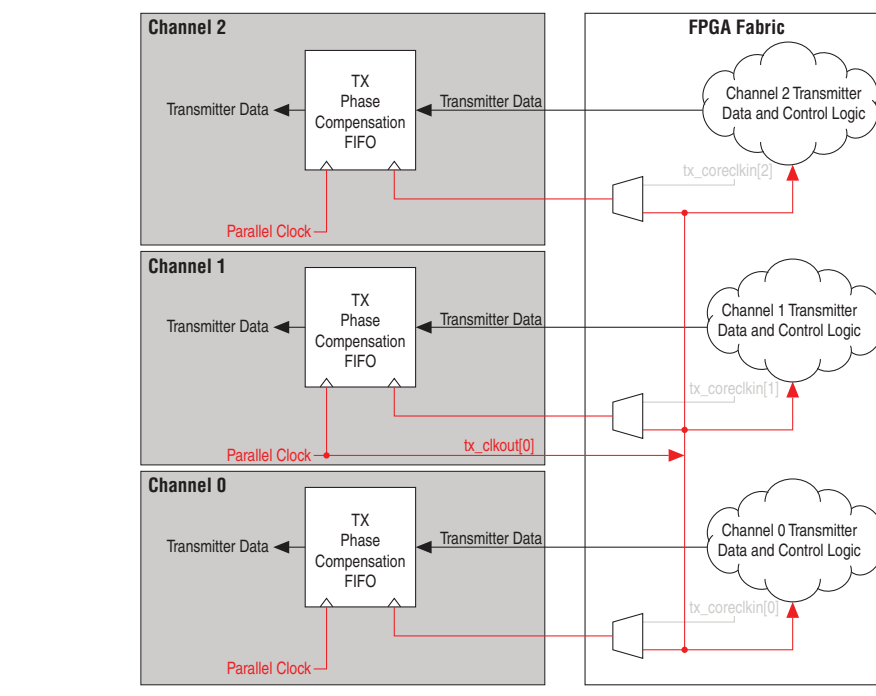 Channel 2
FPGA Fabric
TX
Phase
Compensation
FIFO
Transmitter Data
Transmitter Data
Channel 2 Transmitter
Data and Control Logic
tx_coreclkin[2]
Parallel Clock
Channel 1
TX
Phase
Compensation
FIFO
Transmitter Data
Transmitter Data
Channel 1 Transmitter
Data and Control Logic
tx_coreclkin[1]
Parallel Clock
tx_clkout[0]
Channel 0
TX
Phase
Compensation
FIFO
Transmitter Data
Transmitter Data
Channel 0 Transmitter
Data and Control Logic
tx_coreclkin[0]
Parallel Clock